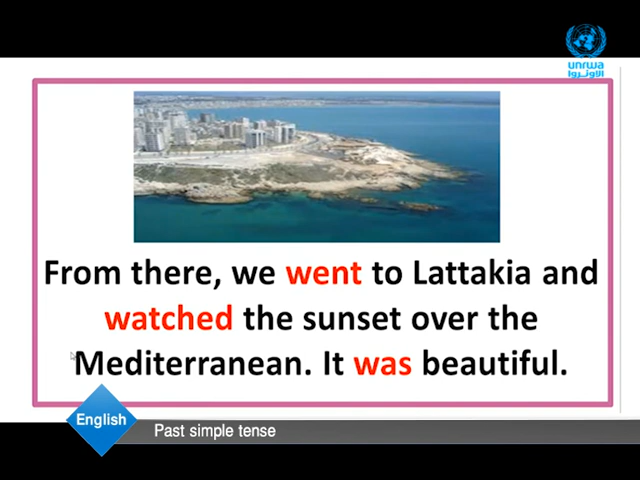 unrwa
الأونروا
From there, we went to Lattakia and
watched the sunset over the
Mediterranean. It was beautiful.
English
Past simple tense